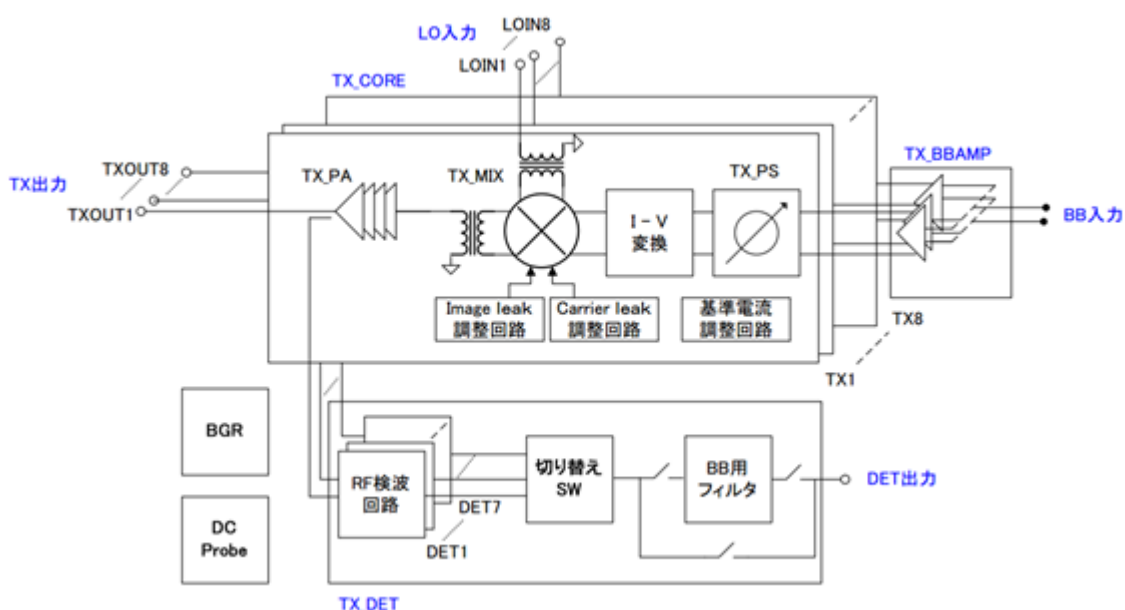 LOIN8
LO入力
LOIN1
TX_CORE
TX_BBAMP
TXOUT8
TX出力
TXOUT1
TX_PA
TX_MIX
TX_PS
I－V
変換
BB入力
Image leak
調整回路
Carrier leak
調整回路
基準電流
調整回路
TX8
TX1
BGR
DC
Probe
RF検波
回路
DET7
DET1
切り替え
SW
BB用
フィルタ
DET出力
TX_DET